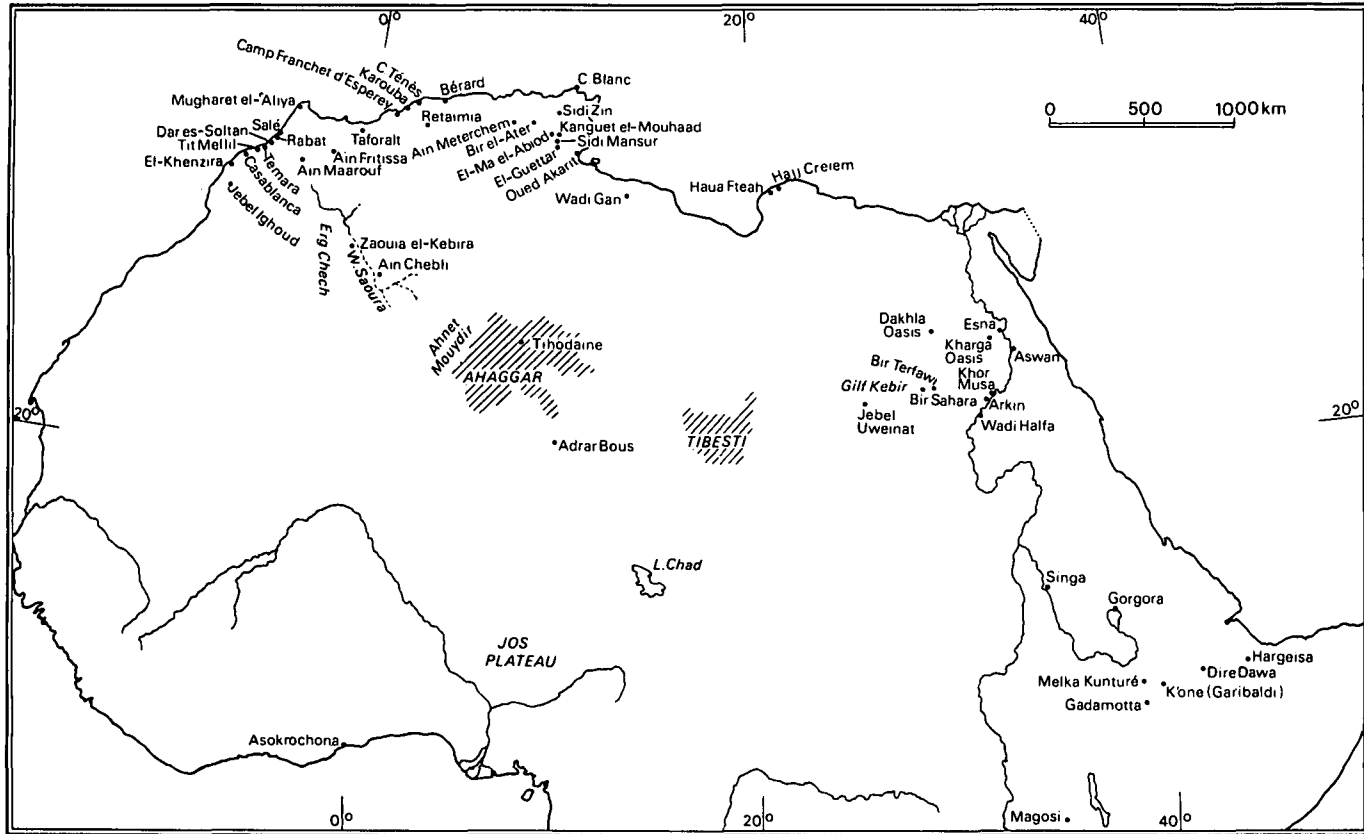 0°
20°
40°
Camp Franchet d'Esperey
C Ténès
Karouba
Bérard
C Blanc
0 500 1000 km
Mugharet el-'Aliya
Sidi Zin
Retaimia
Ain Meterchem
Kanguet el-Mouhaad
Dar es-Soltan
Salé
Taforalt
Bir el-Ater
Tit Mellil
Rabat
El-Ma el-Abiod
Sidi Mansur
El-Khenzira
Ain Fritissa
El-Guettar
Temara
Ain Maarouf
Oued Akarit
Casablanca
Haua Fteah
Hajj Creiem
Wadi Gan
Jebel Ighoud
Erg Chech
Zaouia el-Kebira
W. Saoura
Ain Chebli
Ahnet
Mouydir
Tihodaine
AHAGGAR
Dakhla
Oasis
Esna
Kharga
Oasis
Aswan
Bir Terfawi
Khor
Musa
Gilf Kebir
Bir Sahara
Arkin
Jebel
Uweinat
Wadi Halfa
20°
20°
TIBESTI
Adrar Bous
L. Chad
Singa
Gorgora
JOS
PLATEAU
Hargeisa
Dire Dawa
Melka Kunturé
K'one (Garibaldi)
Gadamotta
Asokrochona
Magosi
0°
20°
40°